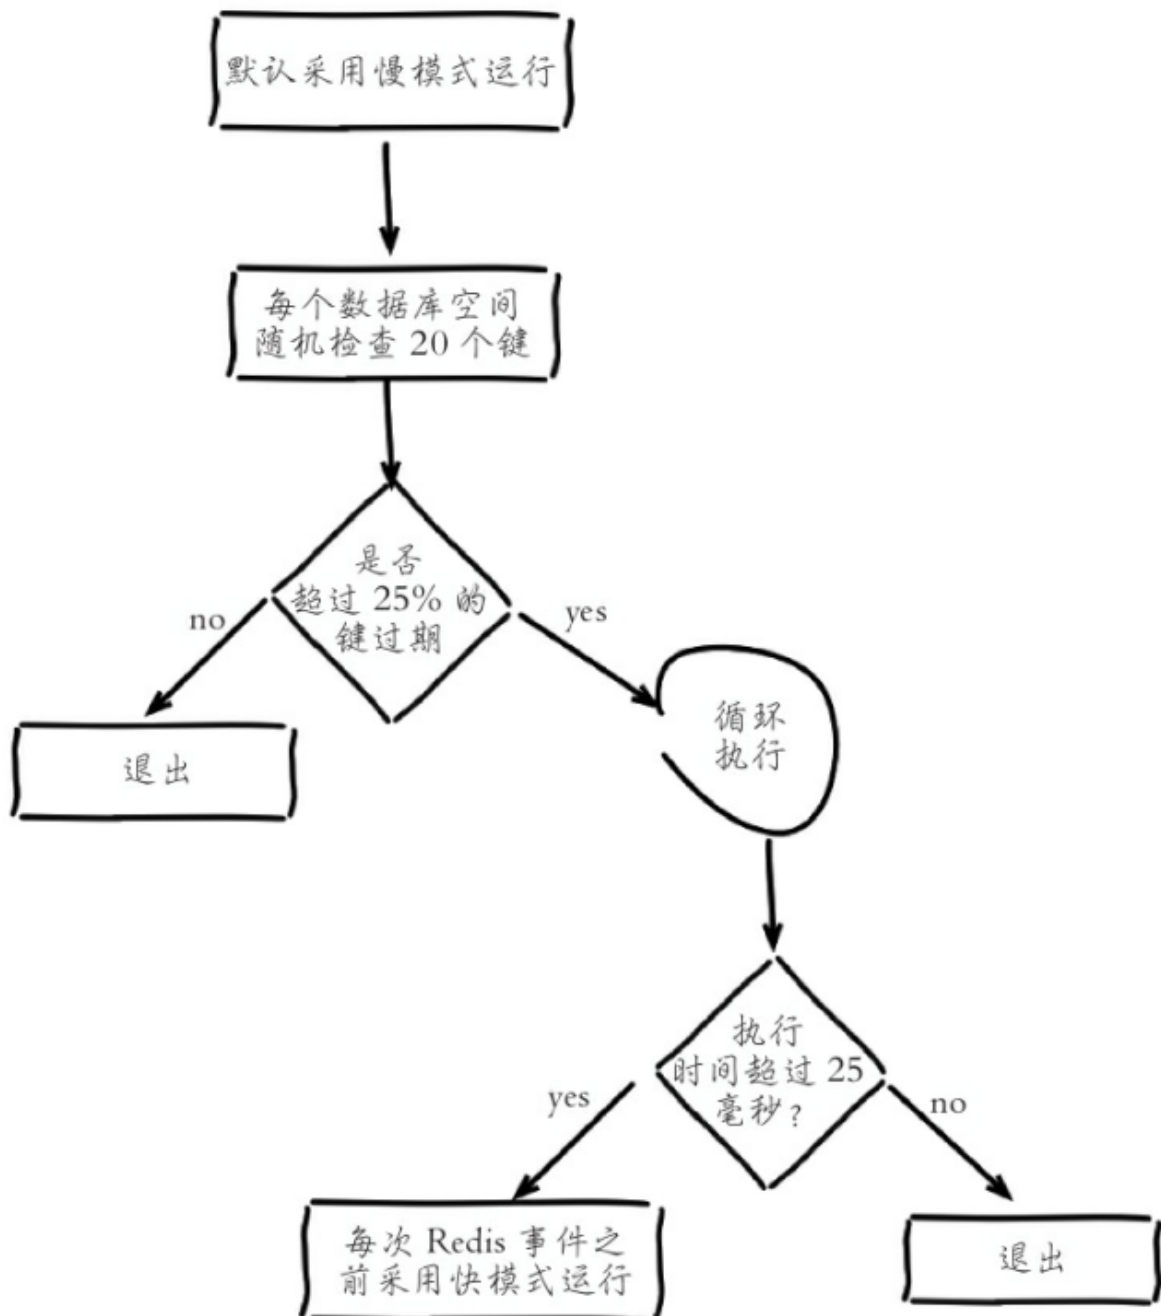 默认采用慢模式运行
每个数据库空间
随机检查 20 个键
是否
超过 25% 的
键过期
no
yes
退出
循环
执行
执行
时间超过 25
毫秒?
yes
no
每次 Redis 事件之
前采用快模式运行
退出